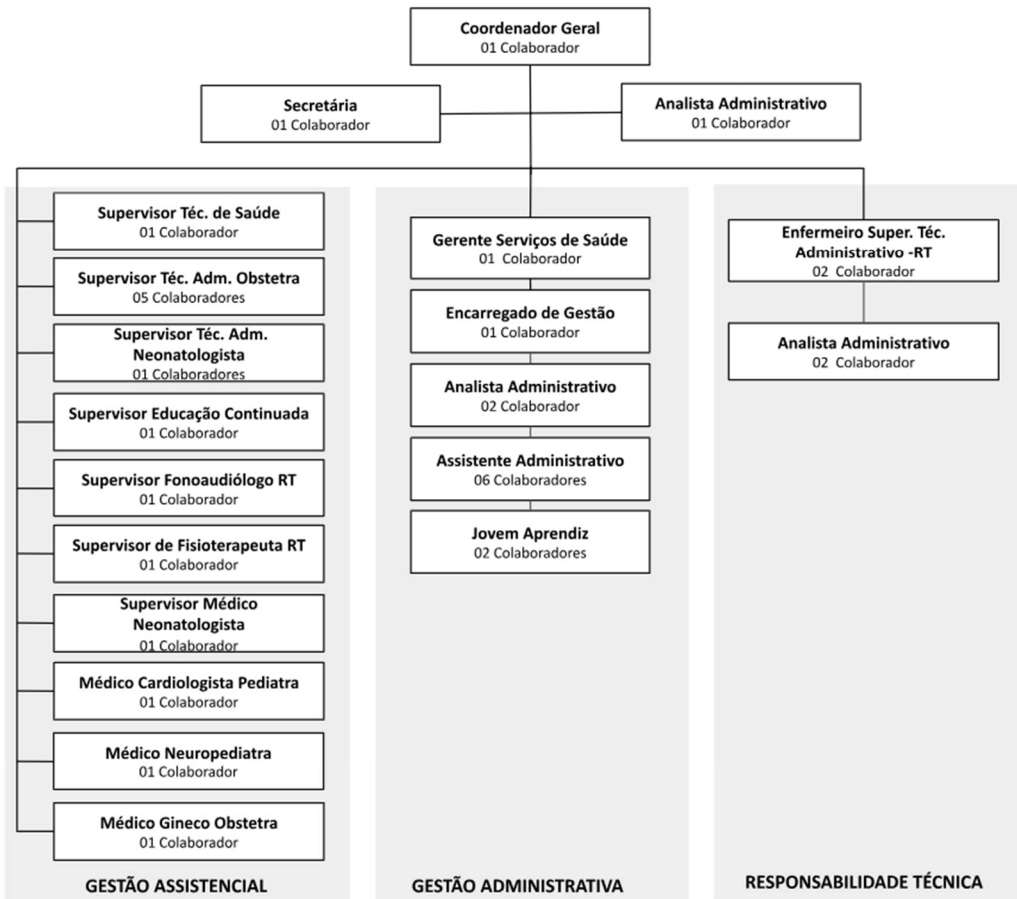 Coordenador Geral
01 Colaborador
Secretária
01 Colaborador
Analista Administrativo
01 Colaborador
Supervisor Téc. de Saúde
01 Colaborador
Supervisor Téc. Adm. Obstetra
05 Colaboradores
Supervisor Téc. Adm.
Neonatologista
01 Colaboradores
Supervisor Educação Continuada
01 Colaborador
Supervisor Fonoaudiólogo RT
01 Colaborador
Supervisor de Fisioterapeuta RT
01 Colaborador
Supervisor Médico
Neonatologista
01 Colaborador
Médico Cardiologista Pediatra
01 Colaborador
Médico Neuropediatra
01 Colaborador
Médico Gineco Obstetra
01 Colaborador
GESTÃO ASSISTENCIAL
Gerente Serviços de Saúde
01 Colaborador
Encarregado de Gestão
01 Colaborador
Analista Administrativo
02 Colaborador
Assistente Administrativo
06 Colaboradores
Jovem Aprendiz
02 Colaboradores
GESTÃO ADMINISTRATIVA
Enfermeiro Super. Téc.
Administrativo -RT
02 Colaborador
Analista Administrativo
02 Colaborador
RESPONSABILIDADE TÉCNICA